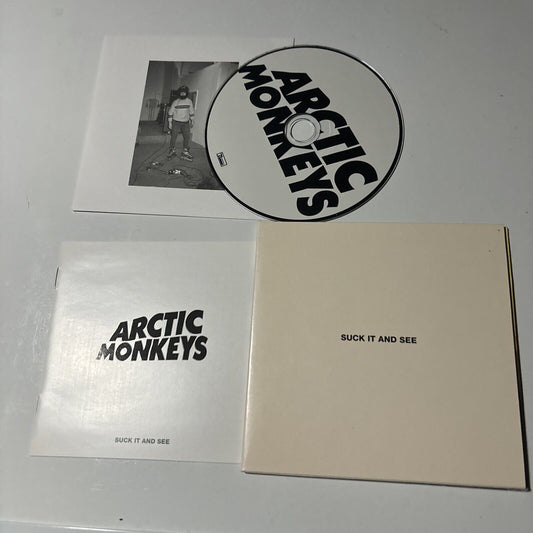 ARCTIC
MONKEYS
ARCTIC
MONKEYS
SUCK IT AND SEE
SUCK IT AND SEE